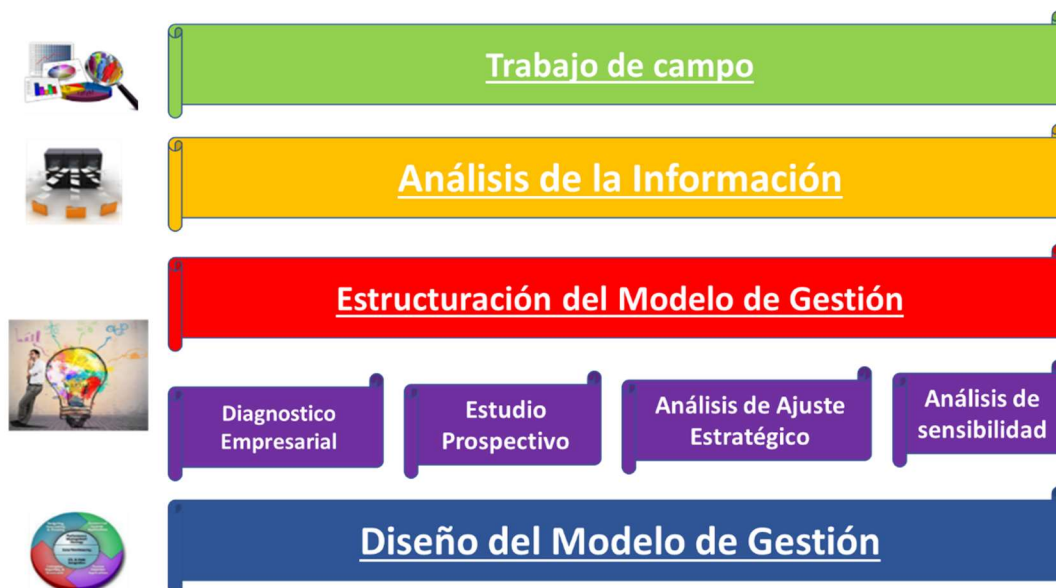 Trabajo de campo
Análisis de la Información
Estructuración del Modelo de Gestión
Diagnostico
Empresarial
Estudio
Prospectivo
Análisis de Ajuste
Estratégico
Análisis de
sensibilidad
Diseño del Modelo de Gestión